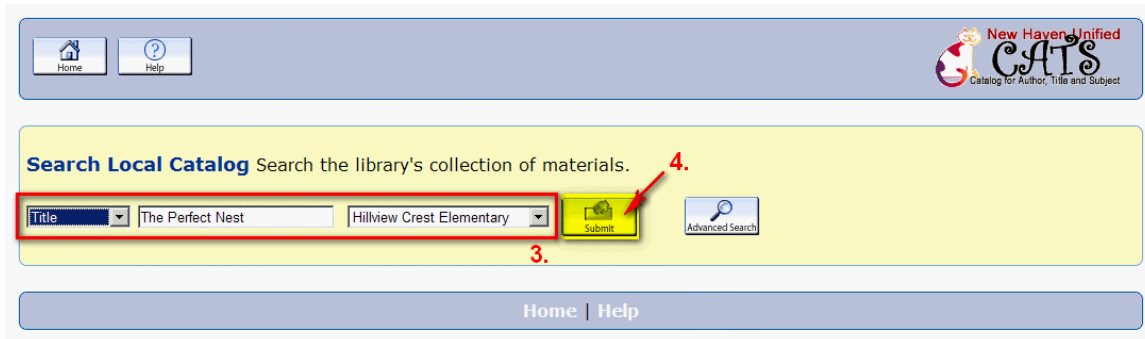 Home
Help
New Haven Unified
CATS
Catalog for Author, Title and Subject
Search Local Catalog Search the library's collection of materials.
4.
Title
The Perfect Nest
Hillview Crest Elementary
Submit
Advanced Search
3.
Home | Help